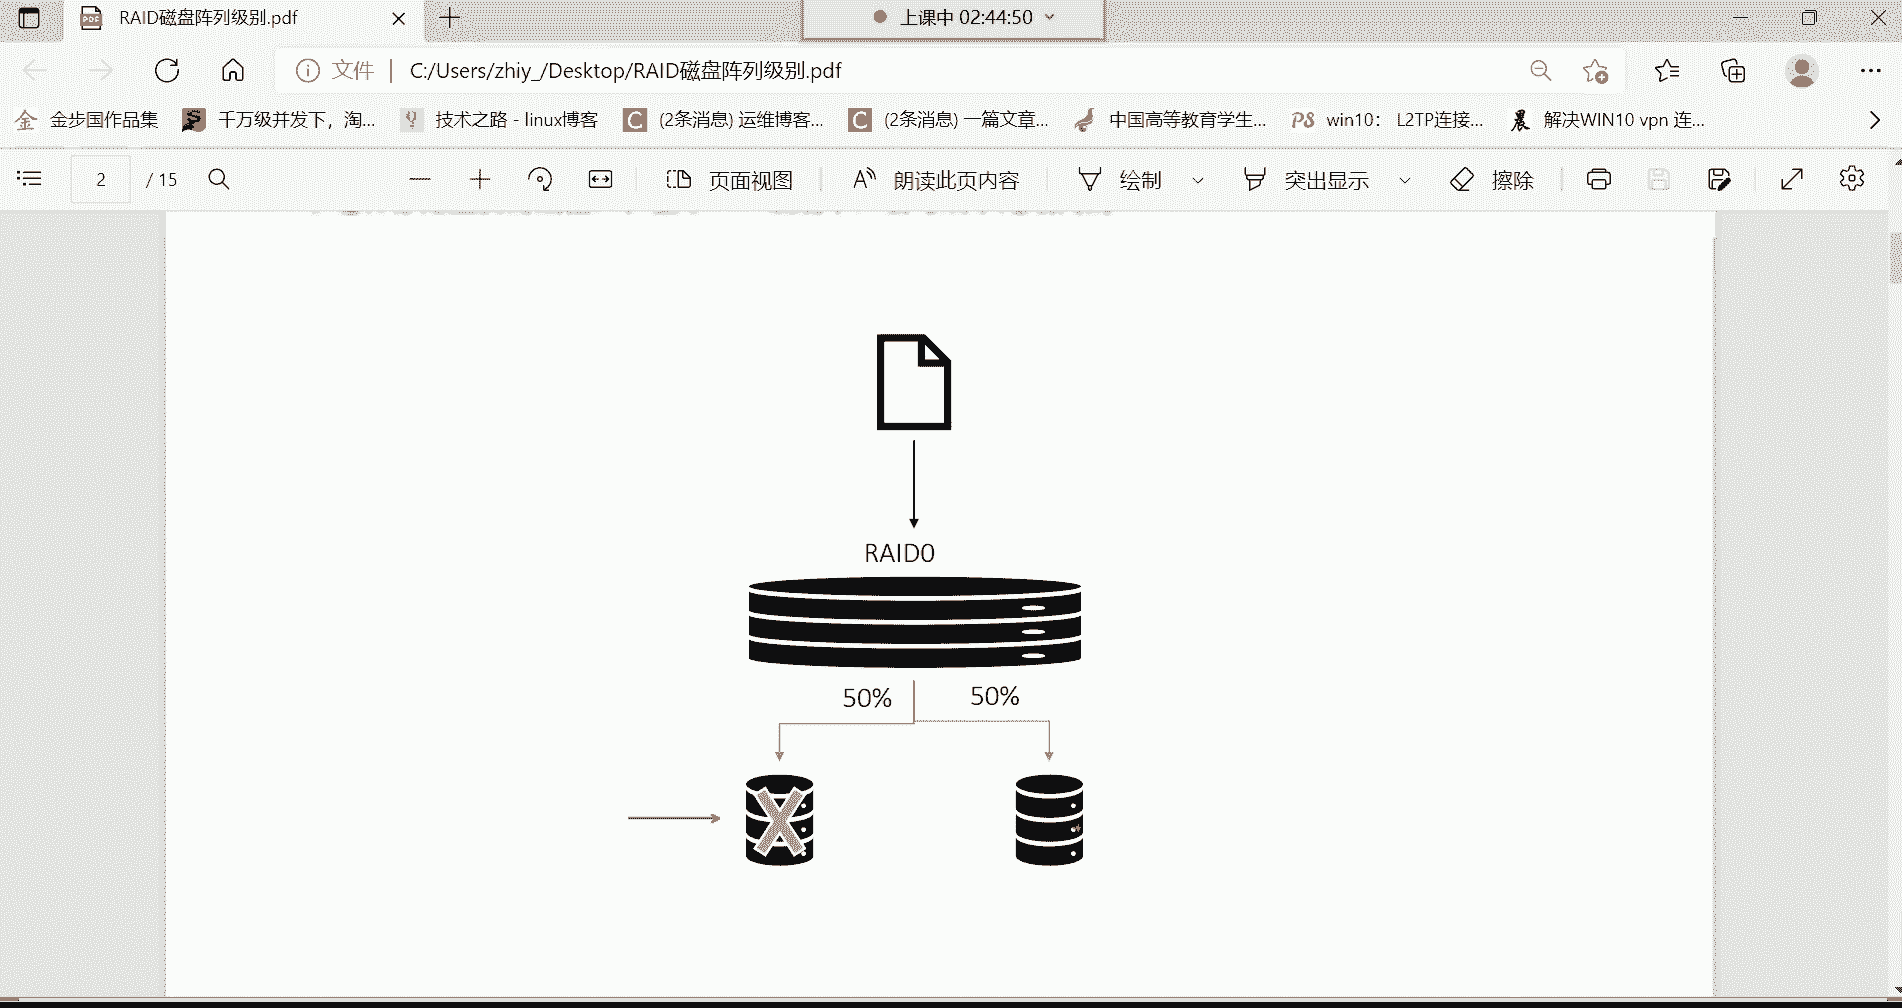 RAID磁盘阵列级别.pdf
上课中 02:44:50
文件
C:/Users/zhiy_/Desktop/RAID磁盘阵列级别.pdf
金步国作品集
千万级并发下，淘...
技术之路 - linux博客
(2条消息) 运维博客...
(2条消息) 一篇文章...
中国高等教育学生...
win10： L2TP连接...
解决WIN10 vpn 连...
2 / 15
页面视图
朗读此页内容
绘制
突出显示
擦除
RAID0
50% 50%